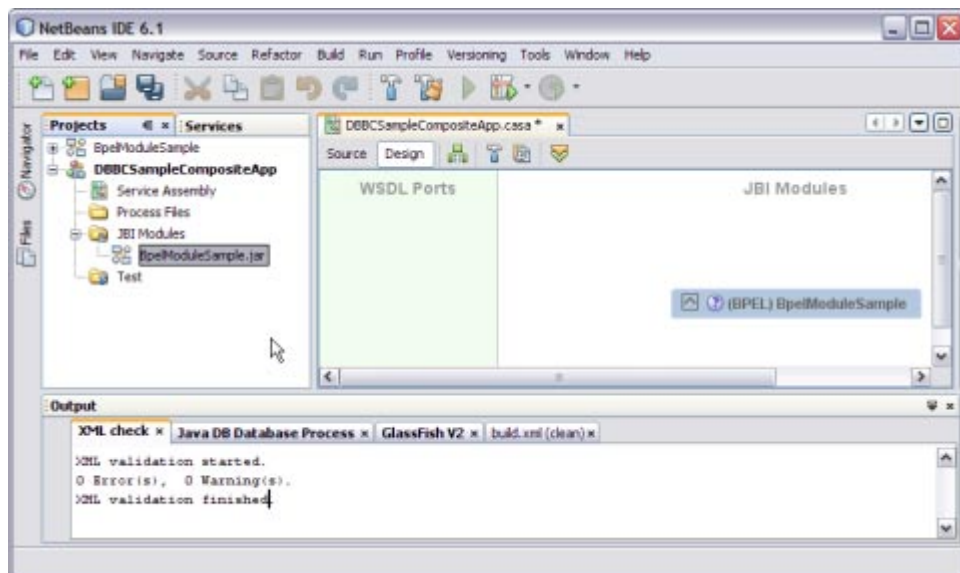 NetBeans IDE 6.1
File Edit View Navigate Source Refactor Build Run Profile Versioning Tools Window Help
Navigator
Files
Projects Services
BpelModuleSample
DBBCSampleCompositeApp
Service Assembly
Process Files
JBI Modules
BpelModuleSample.jar
Test
DBBCSampleCompositeApp.casa *
Source Design
WSDL Ports JBI Modules
(BPEL) BpelModuleSample
Output
XML check Java DB Database Process GlassFish V2 build.xml (clean)
XML validation started.
0 Error(s), 0 Warning(s).
XML validation finished.